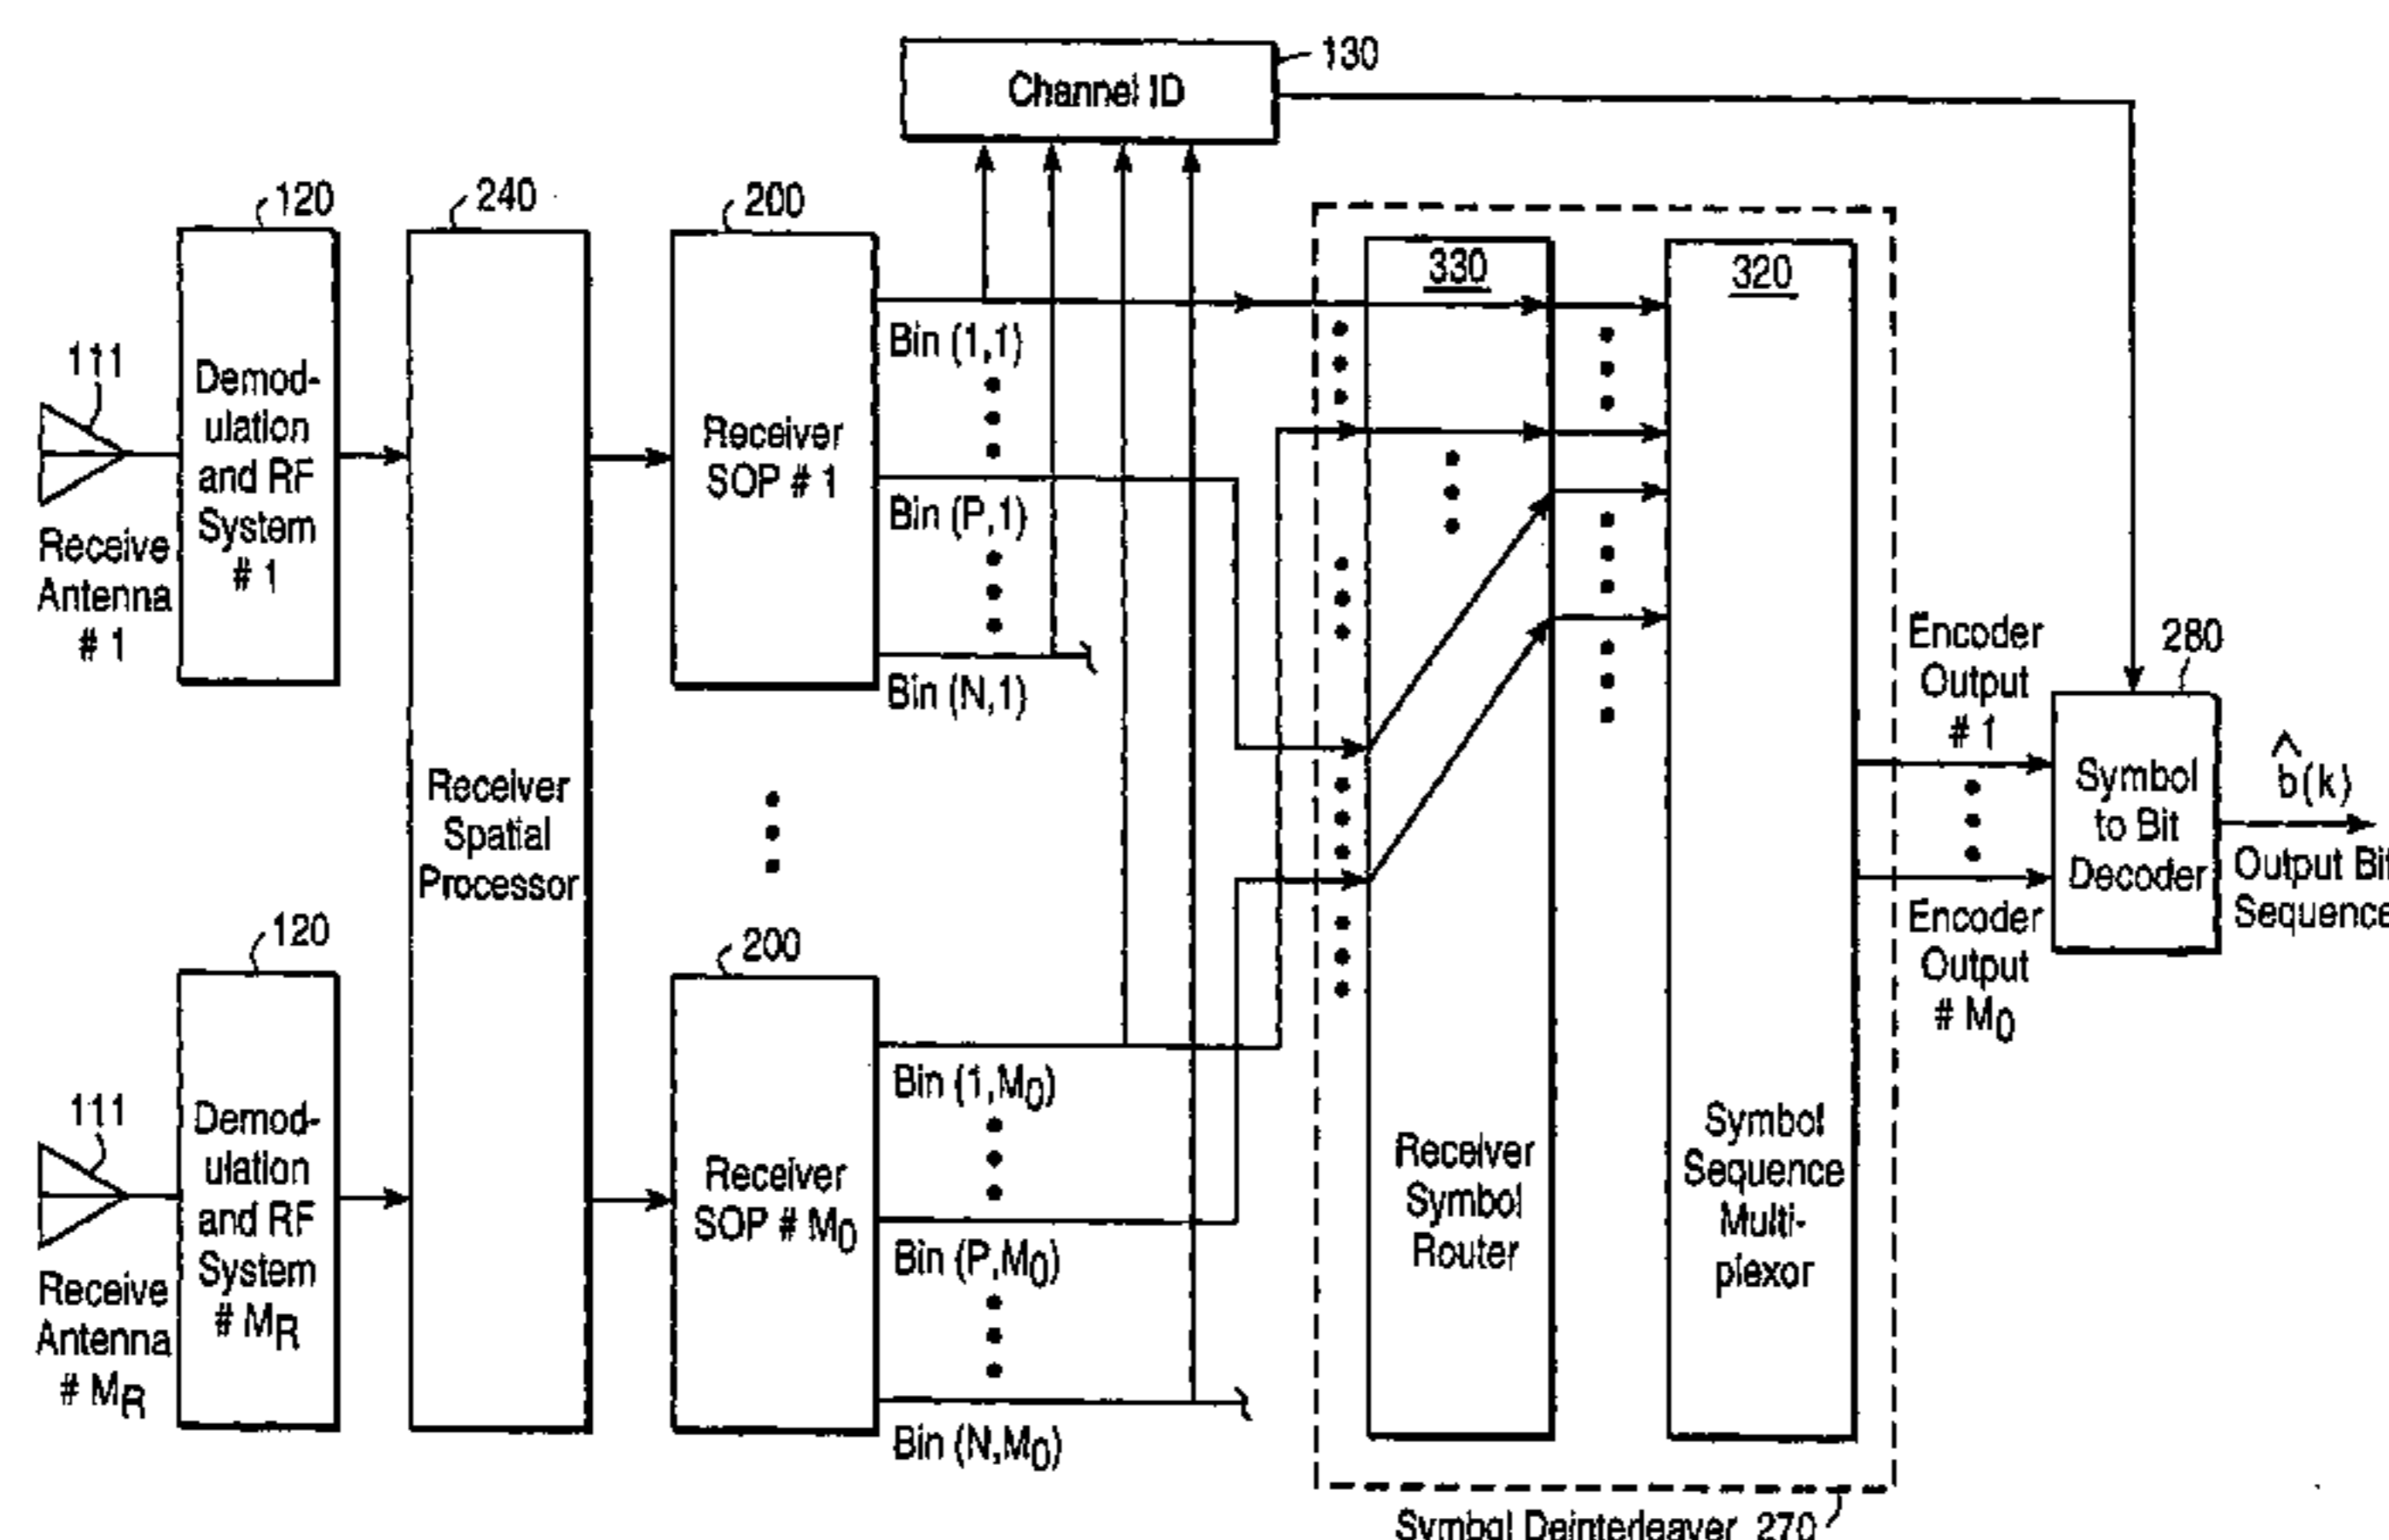 130
Channel ID
120
240
200
330
320
111
Demod-
ulation
and RF
System
# 1
Receive
Antenna
# 1
Receiver
Spatial
Processor
Receiver
SOP # 1
Bin (1,1)
Bin (P,1)
Bin (N,1)
Encoder
Output
# 1
280
Symbol
to Bit
Decoder
b̂(k)
Output Bit
Sequence
Encoder
Output
# M0
120
200
111
Demod-
ulation
and RF
System
# MR
Receive
Antenna
# MR
Receiver
SOP # M0
Bin (1,M0)
Bin (P,M0)
Bin (N,M0)
Receiver
Symbol
Router
Symbol
Sequence
Multi-
plexor
Symbol Deinterleaver 270